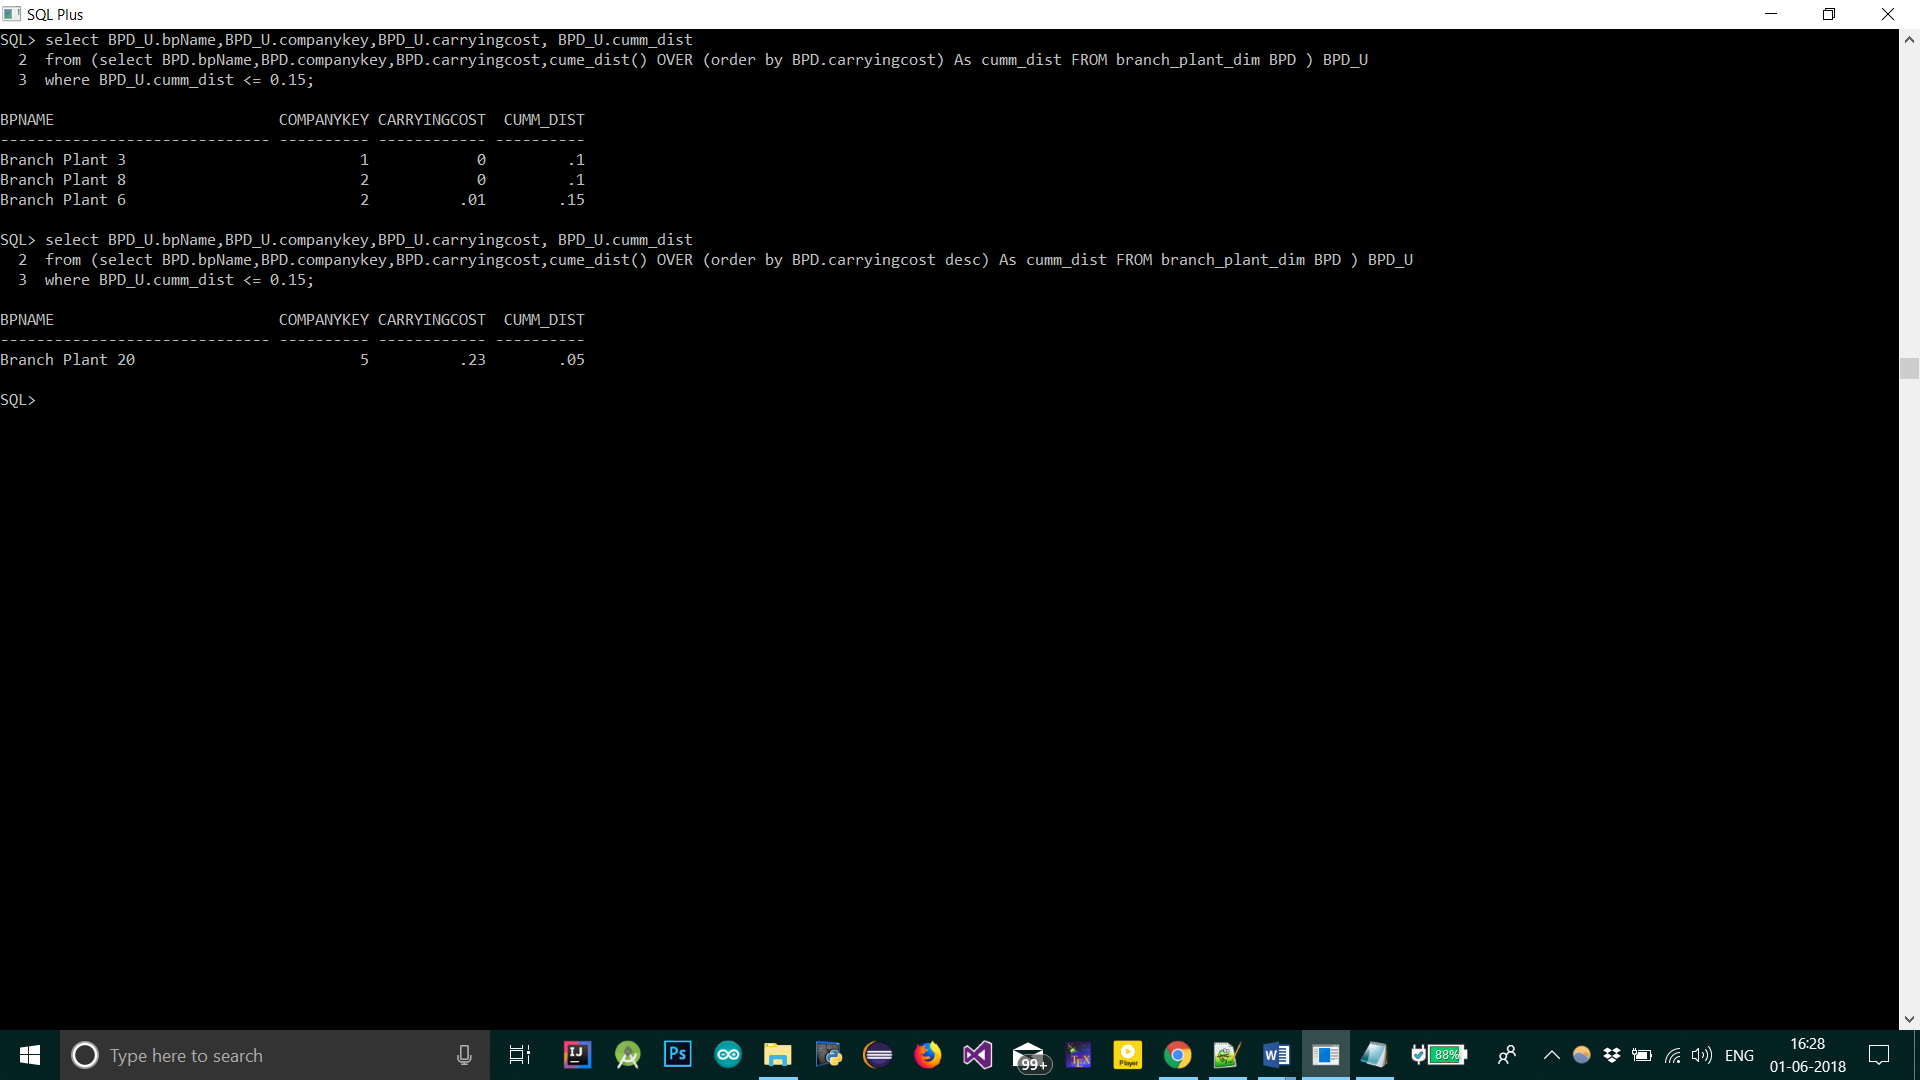 SQL Plus
SQL> select BPD_U.bpName,BPD_U.companykey,BPD_U.carryingcost, BPD_U.cumm_dist
  2  from (select BPD.bpName,BPD.companykey,BPD.carryingcost,cume_dist() OVER (order by BPD.carryingcost) As cumm_dist FROM branch_plant_dim BPD ) BPD_U
  3  where BPD_U.cumm_dist <= 0.15;
BPNAME                         COMPANYKEY CARRYINGCOST  CUMM_DIST
------------------------------ ---------- ------------ ----------
Branch Plant 3                          1            0         .1
Branch Plant 8                          2            0         .1
Branch Plant 6                          2          .01        .15
SQL> select BPD_U.bpName,BPD_U.companykey,BPD_U.carryingcost, BPD_U.cumm_dist
  2  from (select BPD.bpName,BPD.companykey,BPD.carryingcost,cume_dist() OVER (order by BPD.carryingcost desc) As cumm_dist FROM branch_plant_dim BPD ) BPD_U
  3  where BPD_U.cumm_dist <= 0.15;
BPNAME                         COMPANYKEY CARRYINGCOST  CUMM_DIST
------------------------------ ---------- ------------ ----------
Branch Plant 20                         5          .23        .05
SQL>
Type here to search
IJ
Ps
99+
TEX
Player
88%
ENG
16:28
01-06-2018